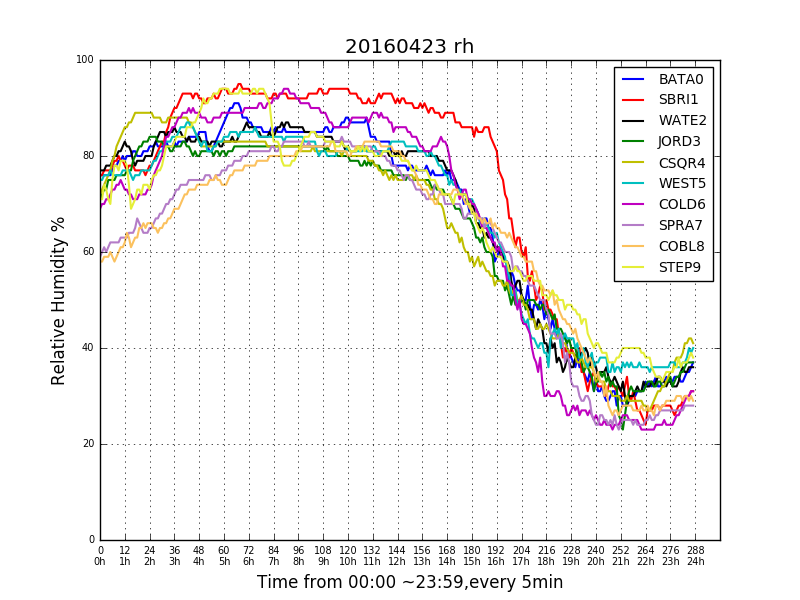 20160423 rh
100
80
60
40
20
0
Relative Humidity %
BATA0
SBRI1
WATE2
JORD3
CSQR4
WEST5
COLD6
SPRA7
COBL8
STEP9
0 12 24 36 48 60 72 84 96 108 120 132 144 156 168 180 192 204 216 228 240 252 264 276 288
0h 1h 2h 3h 4h 5h 6h 7h 8h 9h 10h 11h 12h 13h 14h 15h 16h 17h 18h 19h 20h 21h 22h 23h 24h
Time from 00:00 ~23:59,every 5min